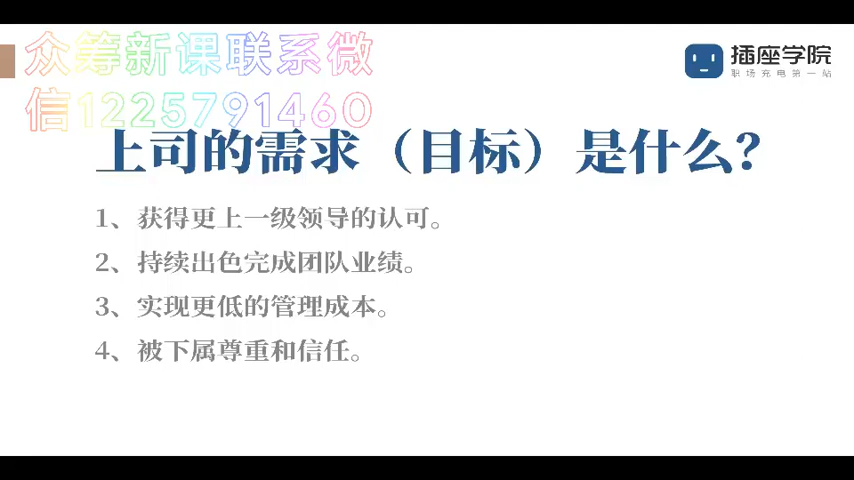 众筹新课联系微
信1225791460
插座学院
职场充电第一站
上司的需求（目标）是什么？
1、获得更上一级领导的认可。
2、持续出色完成团队业绩。
3、实现更低的管理成本。
4、被下属尊重和信任。